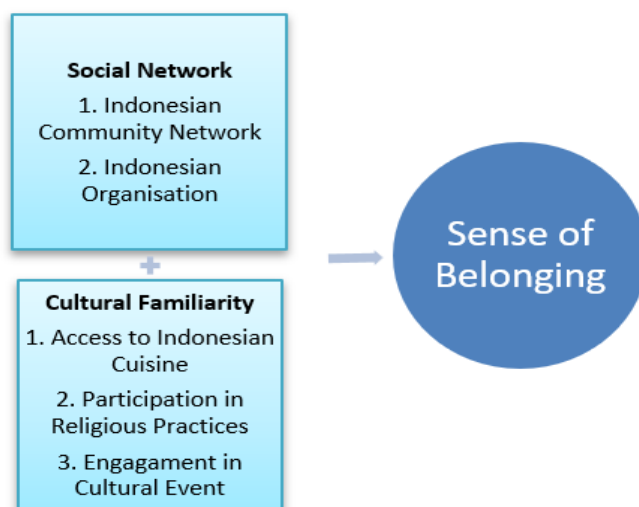 Social Network
1. Indonesian
Community Network
2. Indonesian
Organisation
+
Cultural Familiarity
1. Access to Indonesian
Cuisine
2. Participation in
Religious Practices
3. Engagament in
Cultural Event
Sense of
Belonging